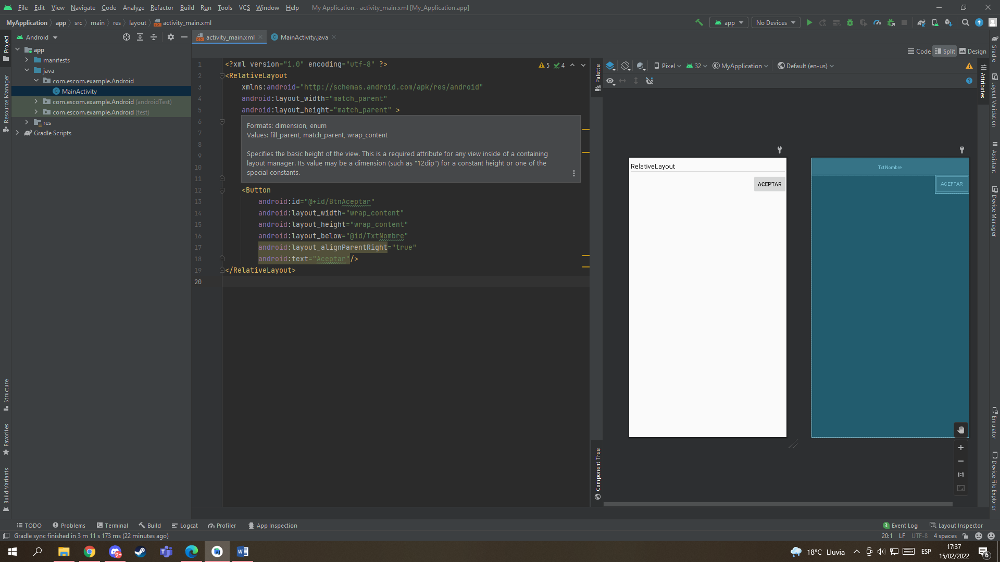 File Edit View Navigate Code Analyze Refactor Build Run Tools VCS Window Help My Application - activity_main.xml [My_Application.app]
MyApplication app src main res layout activity_main.xml app No Devices
Project
Android
activity_main.xml MainActivity.java
app
manifests
java
com.escom.example.Android
MainActivity
com.escom.example.Android (androidTest)
com.escom.example.Android (test)
res
Gradle Scripts
Resource Manager
Structure
Favorites
Build Variants
Code Split Design
5 4
1 <?xml version="1.0" encoding="utf-8" ?>
2 <RelativeLayout
3 xmlns:android="http://schemas.android.com/apk/res/android"
4 android:layout_width="match_parent"
5 android:layout_height="match_parent" >
6
7
8
9
10
11
Formats: dimension, enum
Values: fill_parent, match_parent, wrap_content
Specifies the basic height of the view. This is a required attribute for any view inside of a containing
layout manager. Its value may be a dimension (such as "12dip") for a constant height or one of the
special constants.
12 <Button
13 android:id="@+id/BtnAceptar"
14 android:layout_width="wrap_content"
15 android:layout_height="wrap_content"
16 android:layout_below="@id/TxtNombre"
17 android:layout_alignParentRight="true"
18 android:text="Aceptar"/>
19 </RelativeLayout>
20
Palette
Component Tree
Pixel 32 MyApplication Default (en-us)
RelativeLayout
ACEPTAR
TxtNombre
ACEPTAR
1:1
Attributes
Gradle
Layout Validation
Assistant
Device Manager
Emulator
Device File Explorer
TODO Problems Terminal Build Logcat Profiler App Inspection 3 Event Log Layout Inspector
Gradle sync finished in 3 m 11 s 173 ms (22 minutes ago) 20:1 LF UTF-8 4 spaces
9+ 18°C Lluvia ESP 17:37
15/02/2022
6